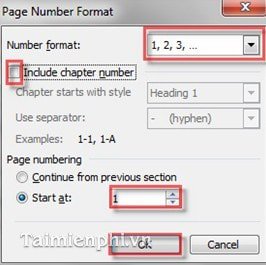 Page Number Format
Number format: 1, 2, 3, ...
Include chapter number
Chapter starts with style Heading 1
Use separator: - (hyphen)
Examples: 1-1, 1-A
Page numbering
Continue from previous section
Start at: 1
Taimienphi.vn
OK Cancel